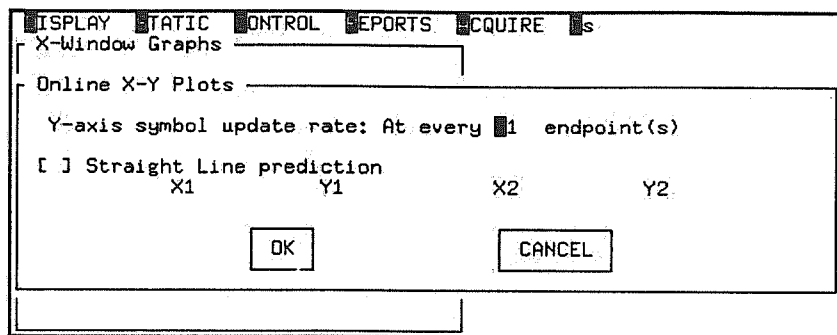 ISPLAY TATIC ONTROL EPORTS CQUIRE s
X-Window Graphs
Online X-Y Plots
Y-axis symbol update rate: At every 1 endpoint(s)
[ ] Straight Line prediction
X1 Y1 X2 Y2
OK CANCEL